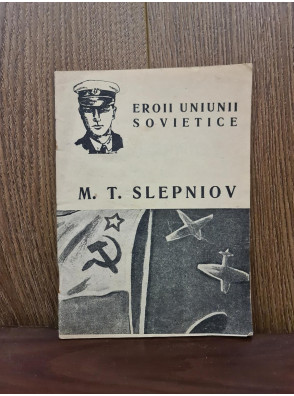 EROII UNIUNII
SOVIETICE
M. T. SLEPNIOV